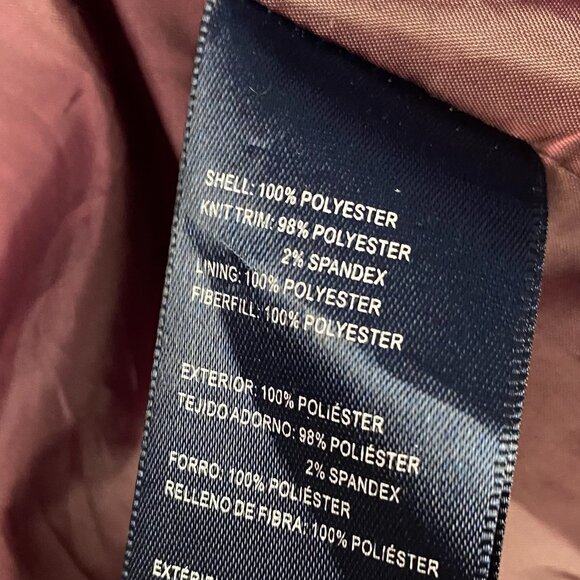 SHELL: 100% POLYESTER
KNIT TRIM: 98% POLYESTER
2% SPANDEX
LINING: 100% POLYESTER
FIBERFILL: 100% POLYESTER
EXTERIOR: 100% POLIÉSTER
TEJIDO ADORNO: 98% POLIÉSTER
2% SPANDEX
FORRO: 100% POLIÉSTER
RELLENO DE FIBRA: 100% POLIÉSTER